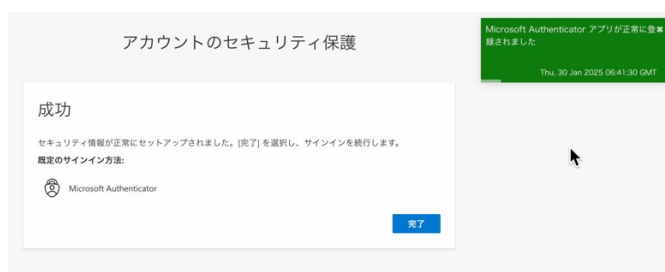 アカウントのセキュリティ保護
Microsoft Authenticator アプリが正常に登
録されました
Thu, 30 Jan 2025 06:41:30 GMT
成功
セキュリティ情報が正常にセットアップされました。[完了] を選択し、サインインを続行します。
既定のサインイン方法:
Microsoft Authenticator
完了